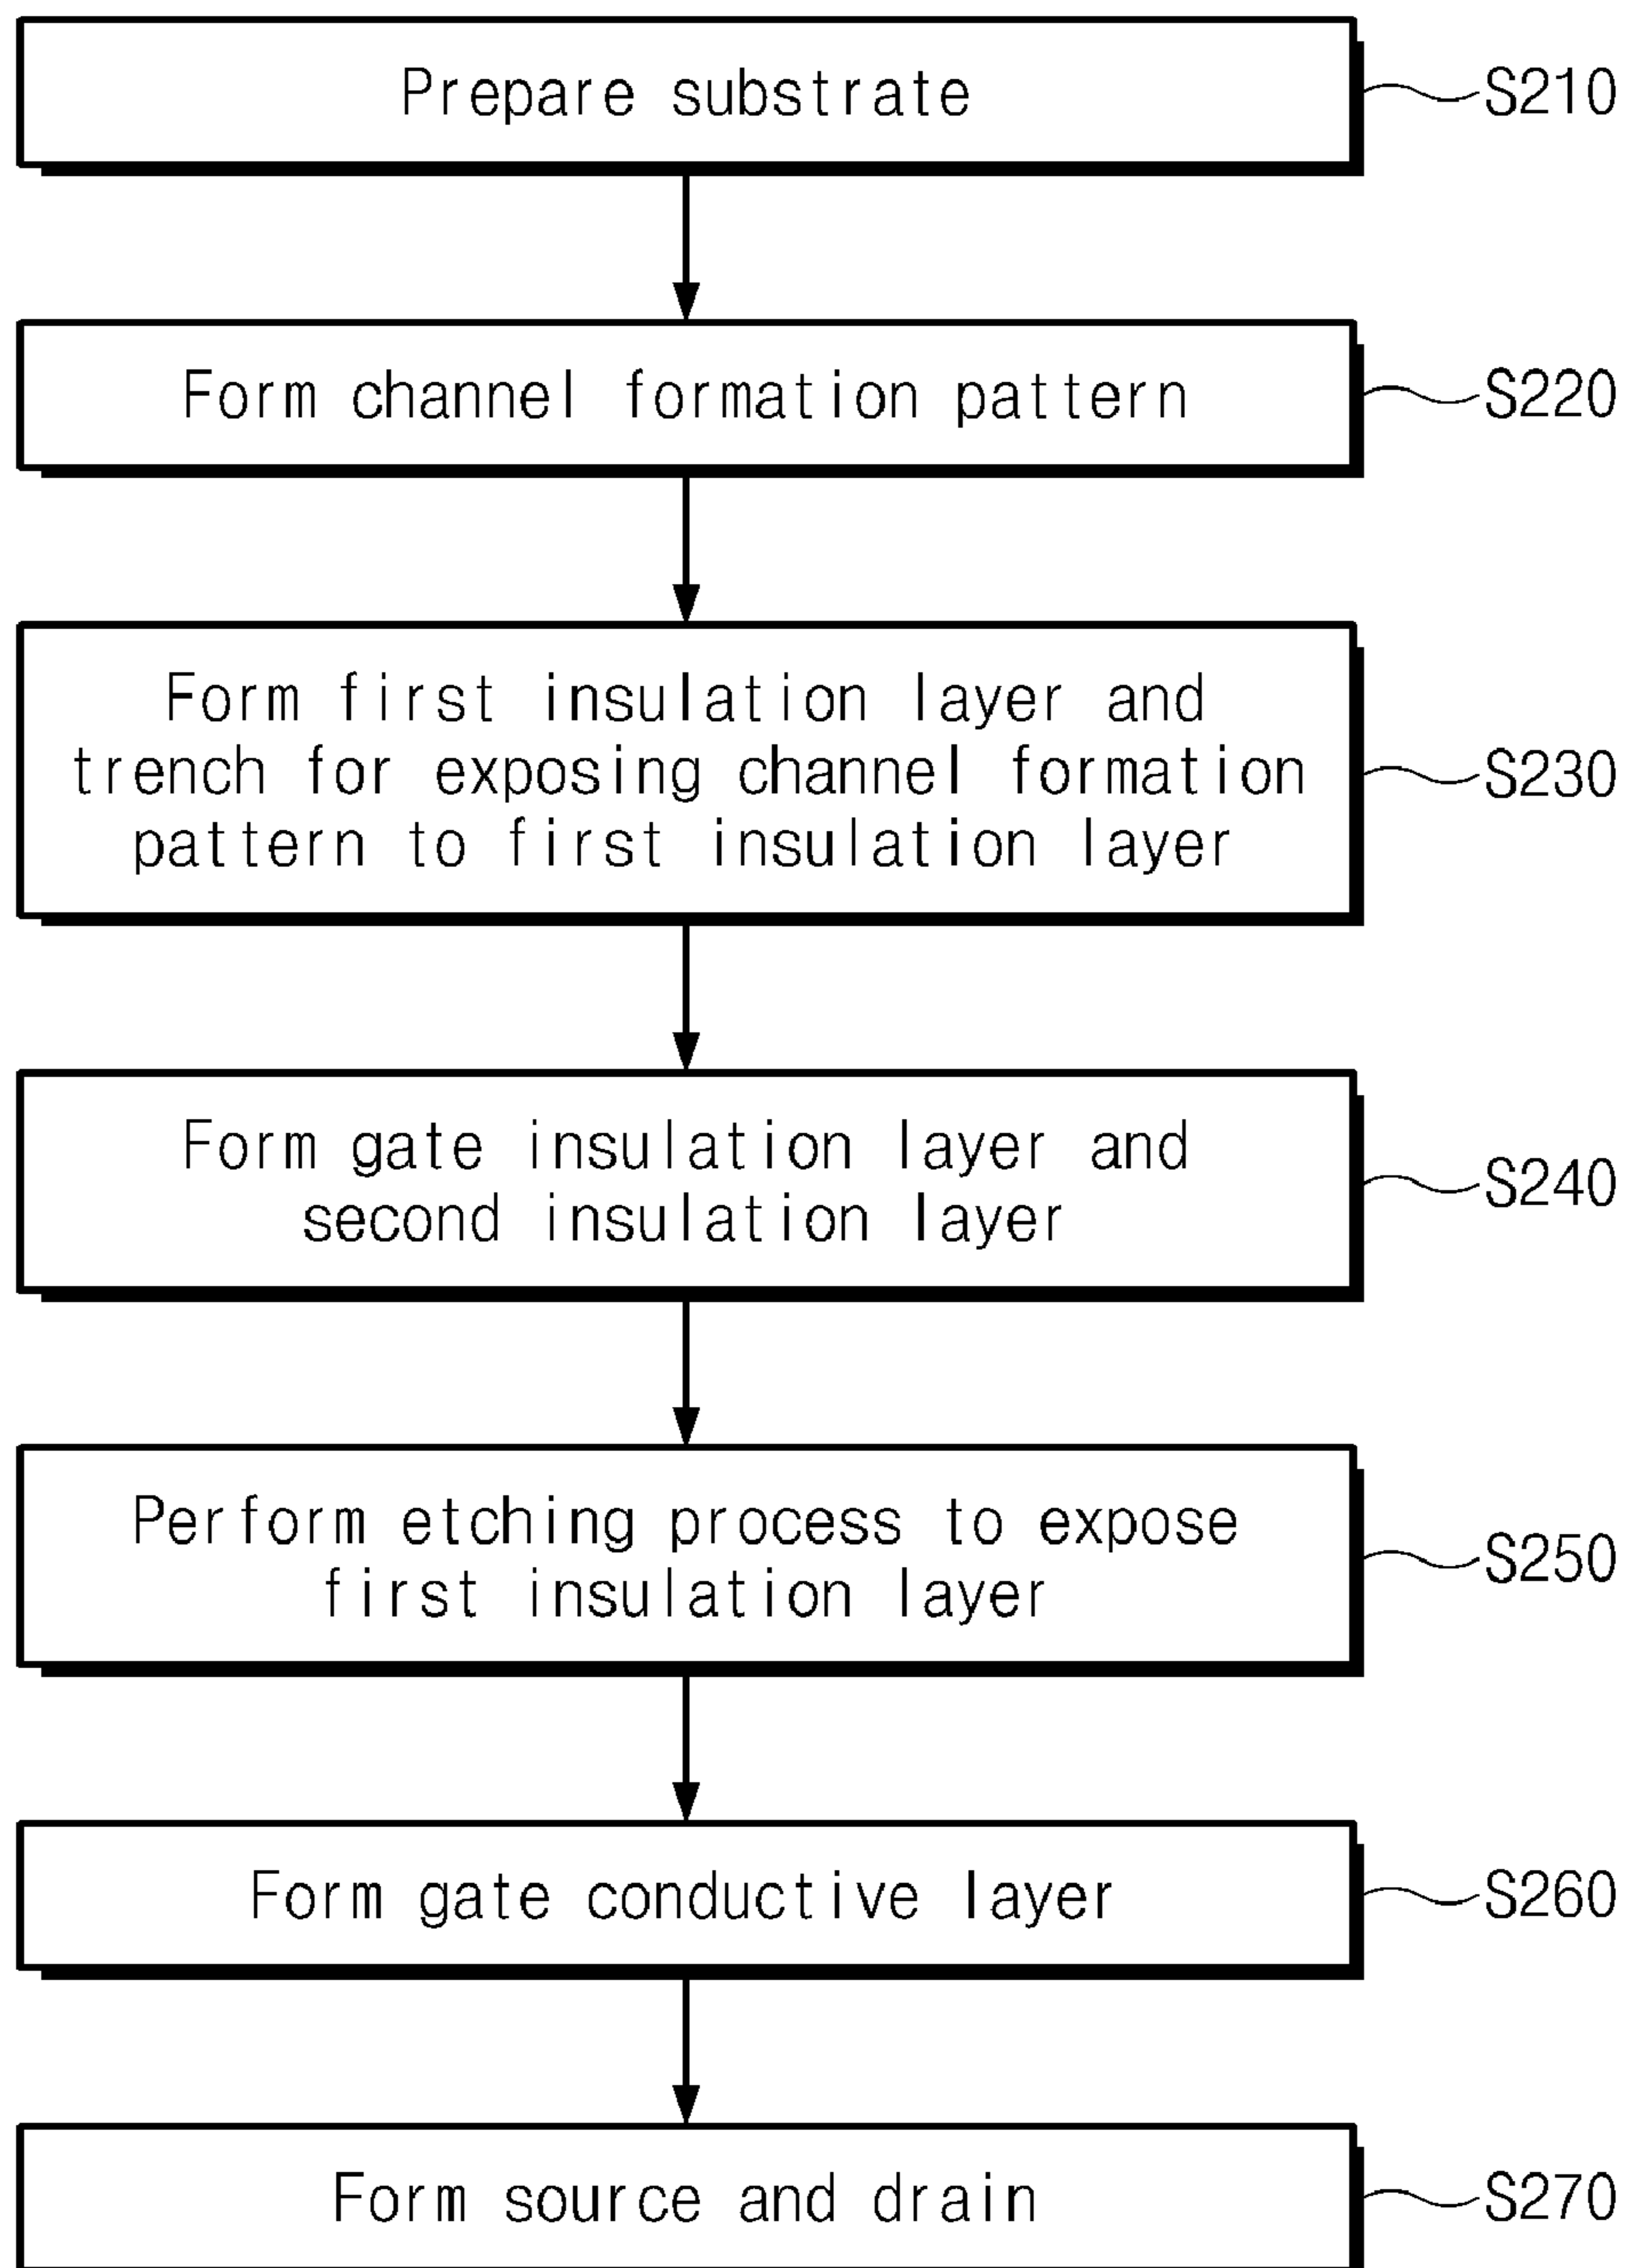 Prepare substrate
S210
Form channel formation pattern
S220
Form first insulation layer and
trench for exposing channel formation
pattern to first insulation layer
S230
Form gate insulation layer and
second insulation layer
S240
Perform etching process to expose
first insulation layer
S250
Form gate conductive layer
S260
Form source and drain
S270